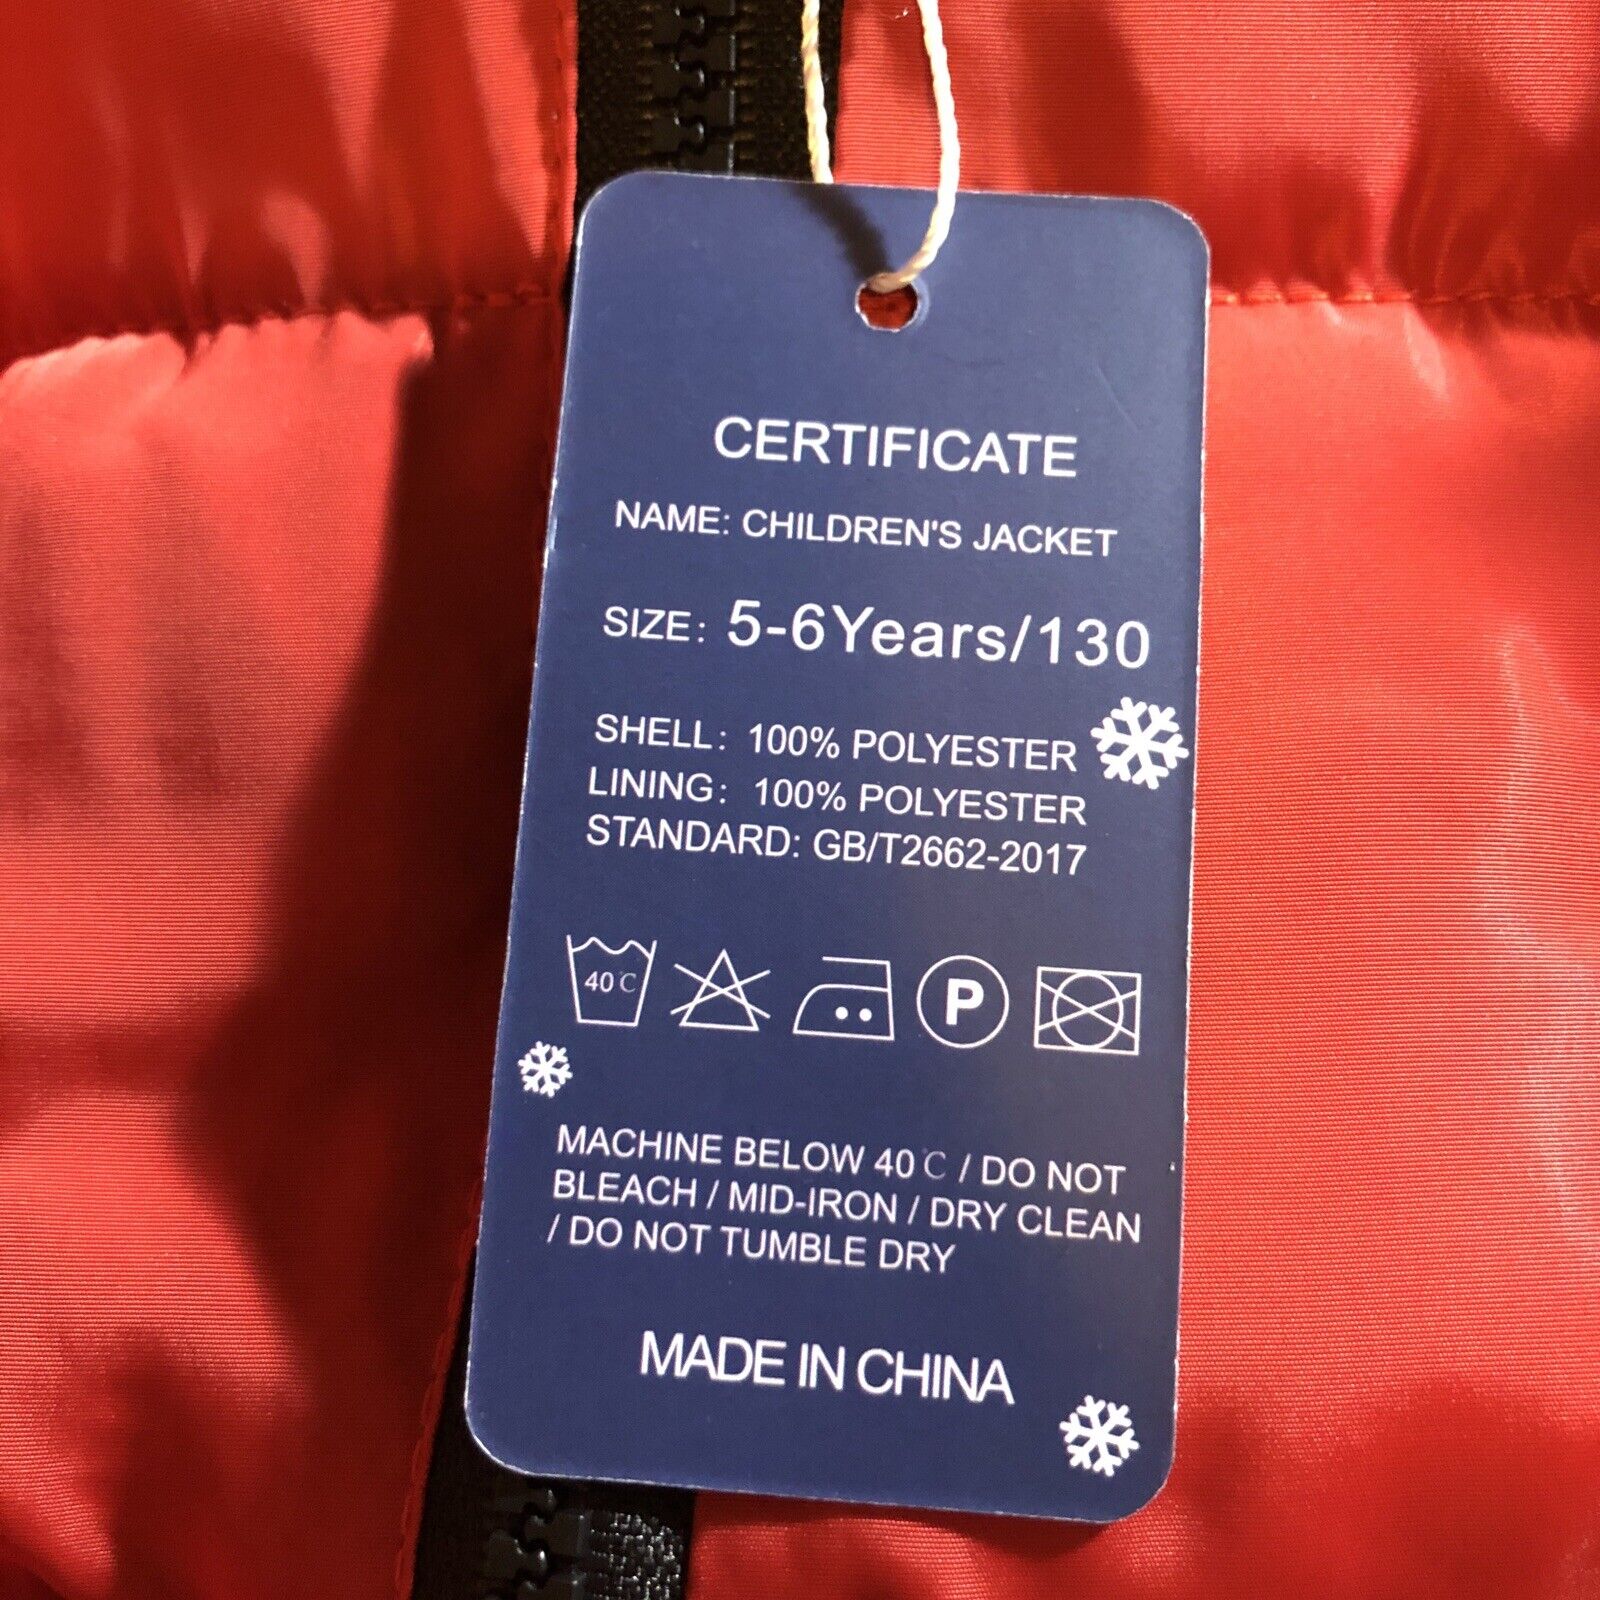 CERTIFICATE
NAME: CHILDREN'S JACKET
SIZE: 5-6Years/130
SHELL: 100% POLYESTER
LINING: 100% POLYESTER
STANDARD: GB/T2662-2017
40℃
P
MACHINE BELOW 40℃ / DO NOT
BLEACH / MID-IRON / DRY CLEAN
/ DO NOT TUMBLE DRY
MADE IN CHINA